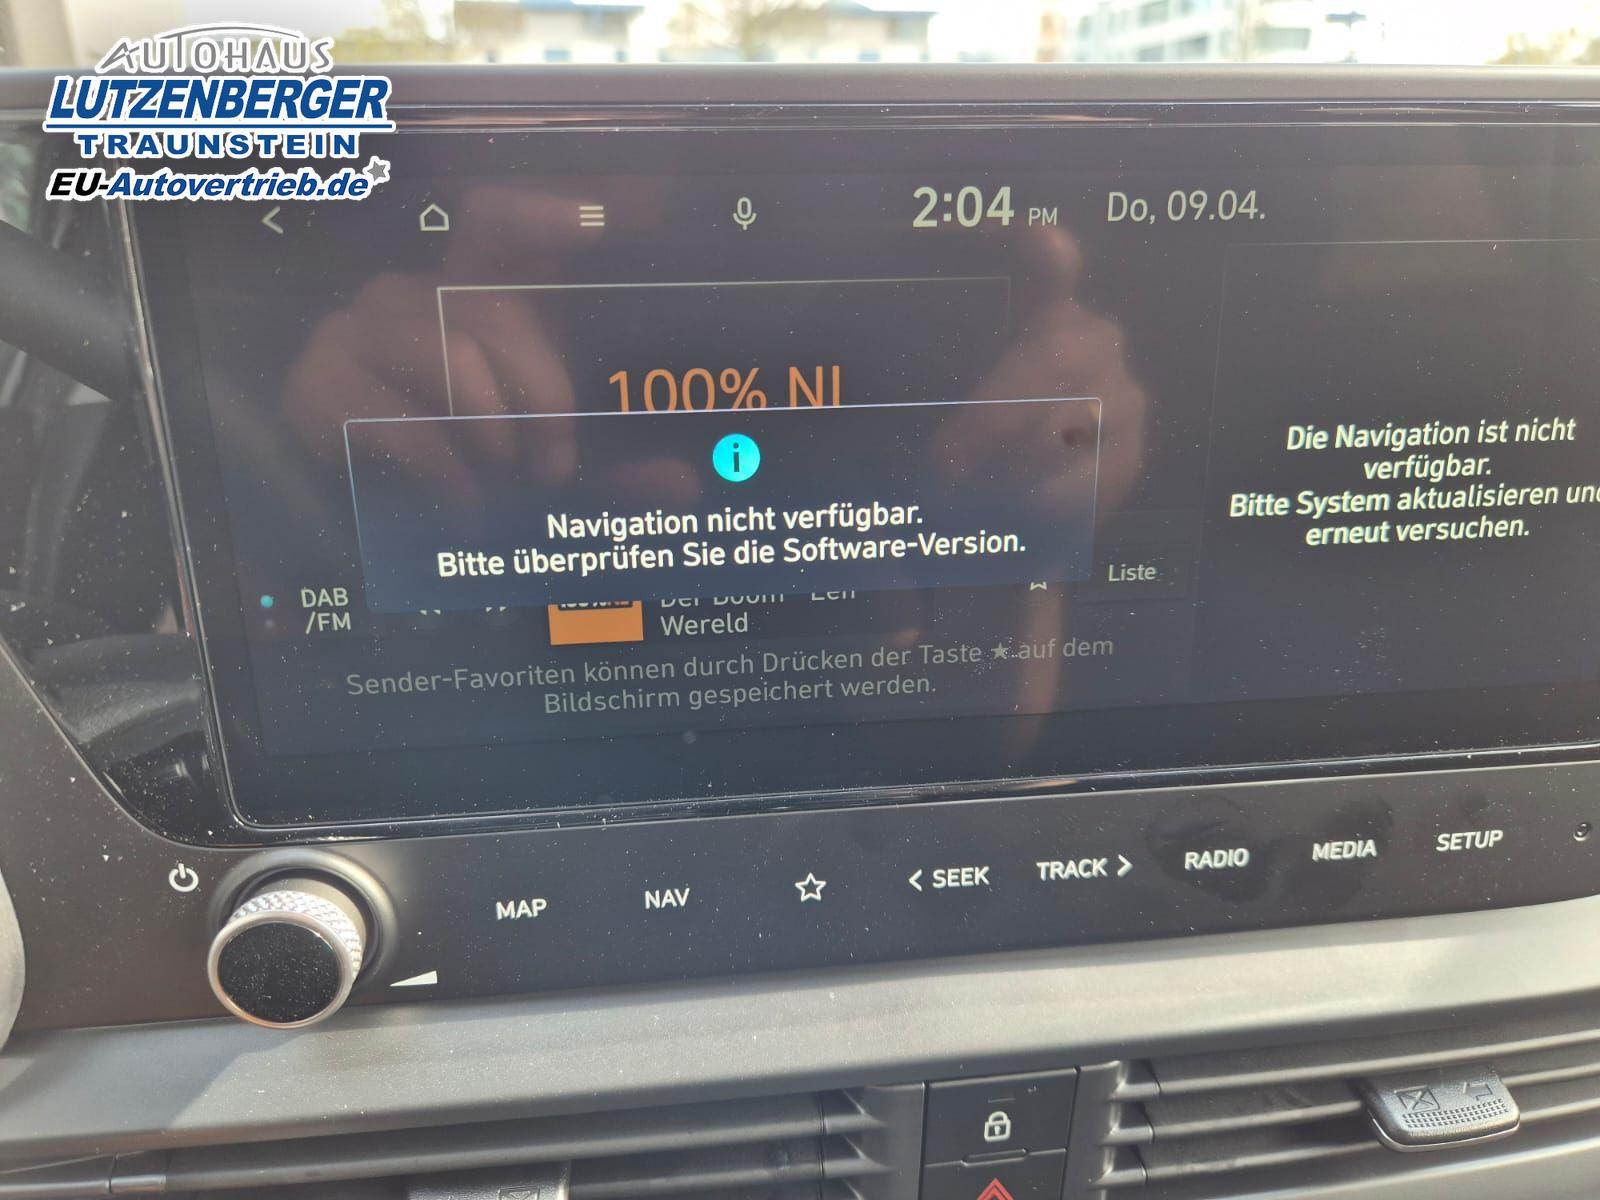 AUTOHAUS
LUTZENBERGER
TRAUNSTEIN
EU-Autovertrieb.de
2:04 PM Do, 09.04.
100% NL
Navigation nicht verfügbar.
Bitte überprüfen Sie die Software-Version.
Die Navigation ist nicht
verfügbar.
Bitte System aktualisieren und
erneut versuchen.
Liste
DAB
/FM
Der Boom - Een
Wereld
Sender-Favoriten können durch Drücken der Taste ★ auf dem
Bildschirm gespeichert werden.
MAP NAV SEEK TRACK RADIO MEDIA SETUP